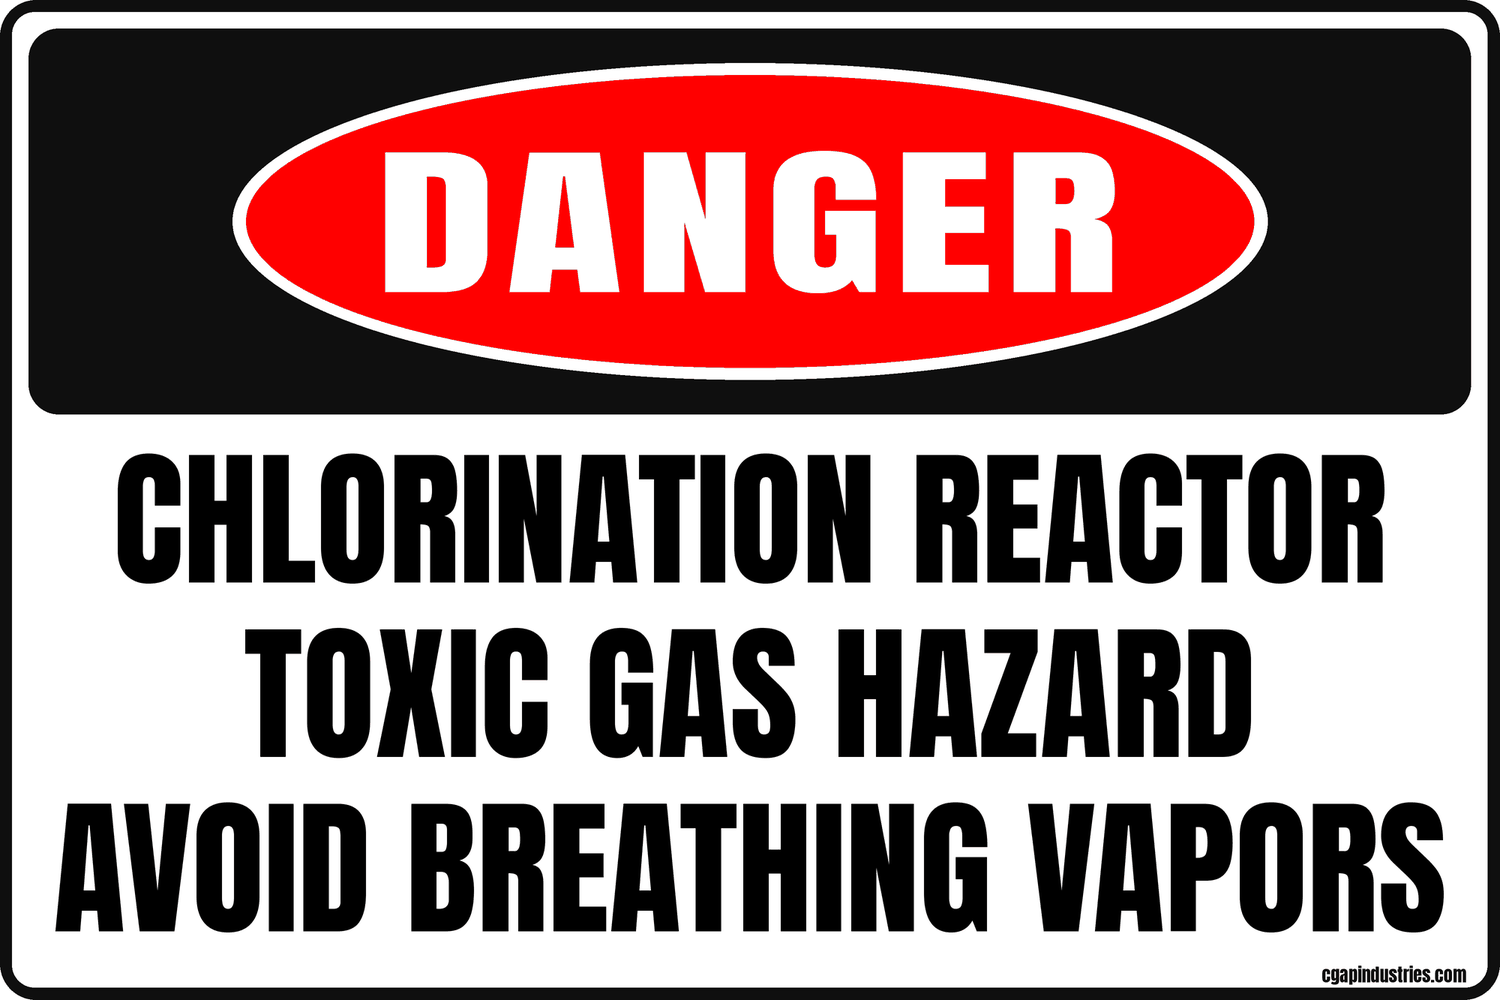 DANGER
CHLORINATION REACTOR
TOXIC GAS HAZARD
AVOID BREATHING VAPORS
cgapindustries.com